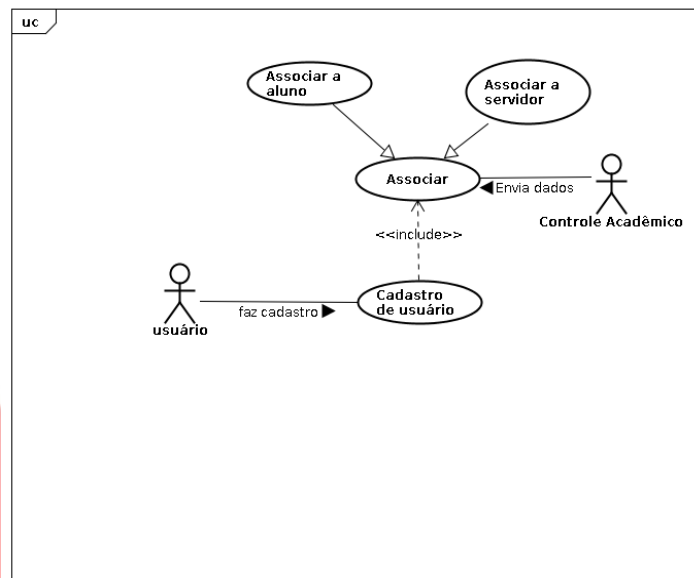 uc
Associar a
aluno
Associar a
servidor
Associar
Envia dados
Controle Acadêmico
<<include>>
Cadastro
de usuário
faz cadastro
usuário